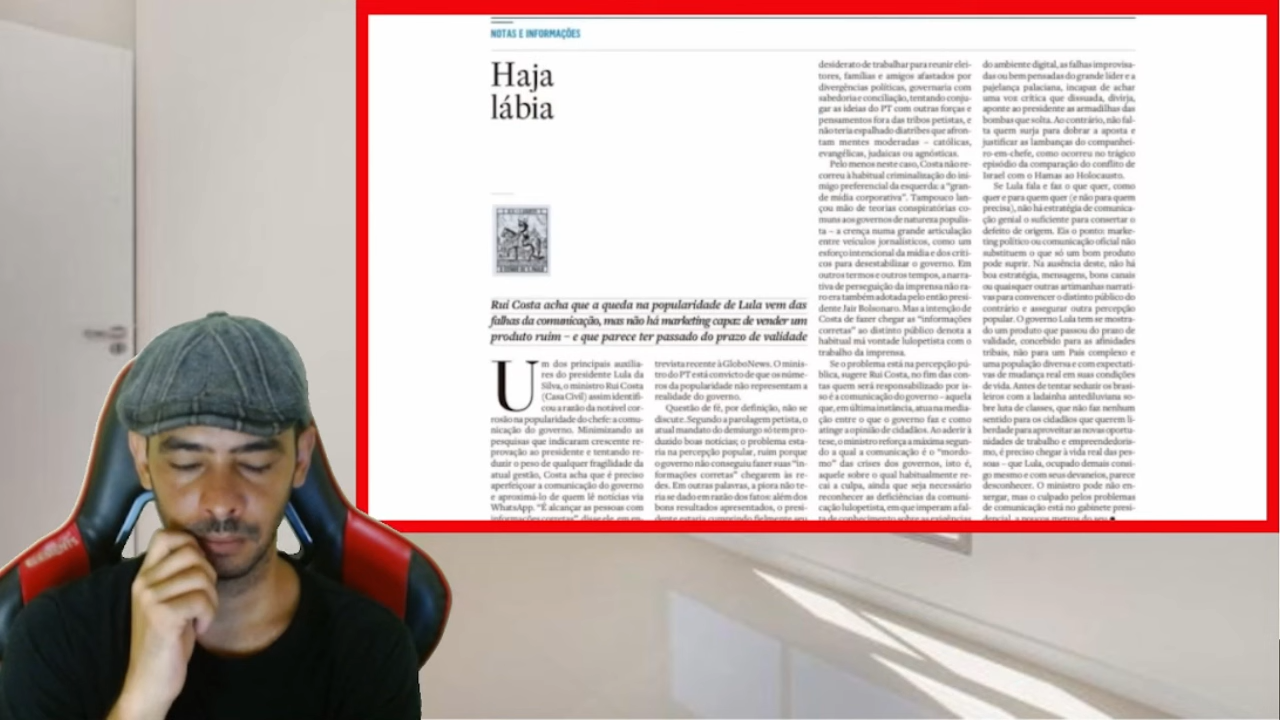 NOTAS E INFORMAÇÕES
Haja
lábia
Rui Costa acha que a queda na popularidade de Lula vem das
falhas da comunicação, mas não há marketing capaz de vender um
produto ruim – e que parece ter passado do prazo de validade
Um dos principais auxilia-
res do presidente Lula da
Silva, o ministro Rui Costa
(Casa Civil) assim identifi-
cou a razão da notável cor-
rosão na popularidade do chefe: a comu-
nicação do governo. Minimizando as
pesquisas que indicaram crescente re-
provação ao presidente e tentando re-
duzir o peso de qualquer fragilidade da
atual gestão, Costa acha que é preciso
aperfeiçoar a comunicação do governo
e aproximá-lo de quem lê notícias via
WhatsApp. “É alcançar as pessoas com
informações corretas”, disse ele, em en-
trevista recente à GloboNews. O minis-
tro do PT está convicto de que os núme-
ros da popularidade não representam a
realidade do governo.
Questão de fé, por definição, não se
discute. Segundo a parolagem petista, o
atual mandato do demiurgo só tem pro-
duzido boas notícias; o problema esta-
ria na percepção popular, ruim porque
o governo não conseguiu fazer suas “in-
formações corretas” chegarem às re-
des. Em outras palavras, a piora não te-
ria se dado em razão dos fatos: além dos
bons resultados apresentados, o presi-
dente estaria cumprindo fielmente seu
desiderato de trabalhar para reunir elei-
tores, famílias e amigos afastados por
divergências políticas, governaria com
sabedoria e conciliação, tentando conju-
gar as ideias do PT com outras forças e
pensamentos fora das tribos petistas, e
não teria espalhado diatribes que afron-
tam mentes moderadas – católicas,
evangélicas, judaicas ou agnósticas.
Pelo menos neste caso, Costa não re-
correu à habitual criminalização do ini-
migo preferencial da esquerda: a “gran-
de mídia corporativa”. Tampouco lan-
çou mão de teorias conspiratórias co-
muns aos governos de natureza populis-
ta – a crença numa grande articulação
entre veículos jornalísticos, como um
esforço intencional da mídia e dos críti-
cos para desestabilizar o governo. Em
outros termos e outros tempos, a narra-
tiva de perseguição da imprensa não ra-
ro era também adotada pelo então presi-
dente Jair Bolsonaro. Mas a intenção de
Costa de fazer chegar as “informações
corretas” ao distinto público denota a
habitual má vontade lulopetista com o
trabalho da imprensa.
Se o problema está na percepção pú-
blica, sugere Rui Costa, no fim das con-
tas quem será responsabilizado por is-
so é a comunicação do governo – aquela
que, em última instância, atua na media-
ção entre o que o governo faz e como
atinge a opinião de cidadãos. Ao aderir à
tese, o ministro reforça a máxima segun-
do a qual a comunicação é o “mordo-
mo” das crises dos governos, isto é,
aquele sobre o qual habitualmente re-
cai a culpa, ainda que seja necessário
reconhecer as deficiências da comuni-
cação lulopetista, em que imperam a fal-
ta de conhecimento sobre as exigências
do ambiente digital, as falhas improvisa-
das ou bem pensadas do grande líder e a
pajelança palaciana, incapaz de achar
uma voz crítica que dissuada, divirja,
aponte ao presidente as armadilhas das
bombas que solta. Ao contrário, não fal-
ta quem surja para dobrar a aposta e
justificar as lambanças do companhei-
ro-em-chefe, como ocorreu no trágico
episódio da comparação do conflito de
Israel com o Hamas ao Holocausto.
Se Lula fala e faz o que quer, como
quer e para quem quer (e não para quem
precisa), não há estratégia de comunica-
ção genial o suficiente para consertar o
defeito de origem. Eis o ponto: marke-
ting político ou comunicação oficial não
substituem o que só um bom produto
pode suprir. Na ausência deste, não há
boa estratégia, mensagens, bons canais
ou quaisquer outras artimanhas narrati-
vas para convencer o distinto público do
contrário e assegurar outra percepção
popular. O governo Lula tem se mostra-
do um produto que passou do prazo de
validade, concebido para as afinidades
tribais, não para um País complexo e
uma população diversa e com expectati-
vas de mudança real em suas condições
de vida. Antes de tentar seduzir os brasi-
leiros com a ladainha antediluviana so-
bre luta de classes, que não faz nenhum
sentido para os cidadãos que querem li-
berdade para aproveitar as novas oportu-
nidades de trabalho e empreendedoris-
mo, é preciso chegar à vida real das pes-
soas – que Lula, ocupado demais consi-
go mesmo e com seus devaneios, parece
desconhecer. O ministro pode não en-
xergar, mas o culpado pelos problemas
de comunicação está no gabinete presi-
dencial, a poucos metros do seu.